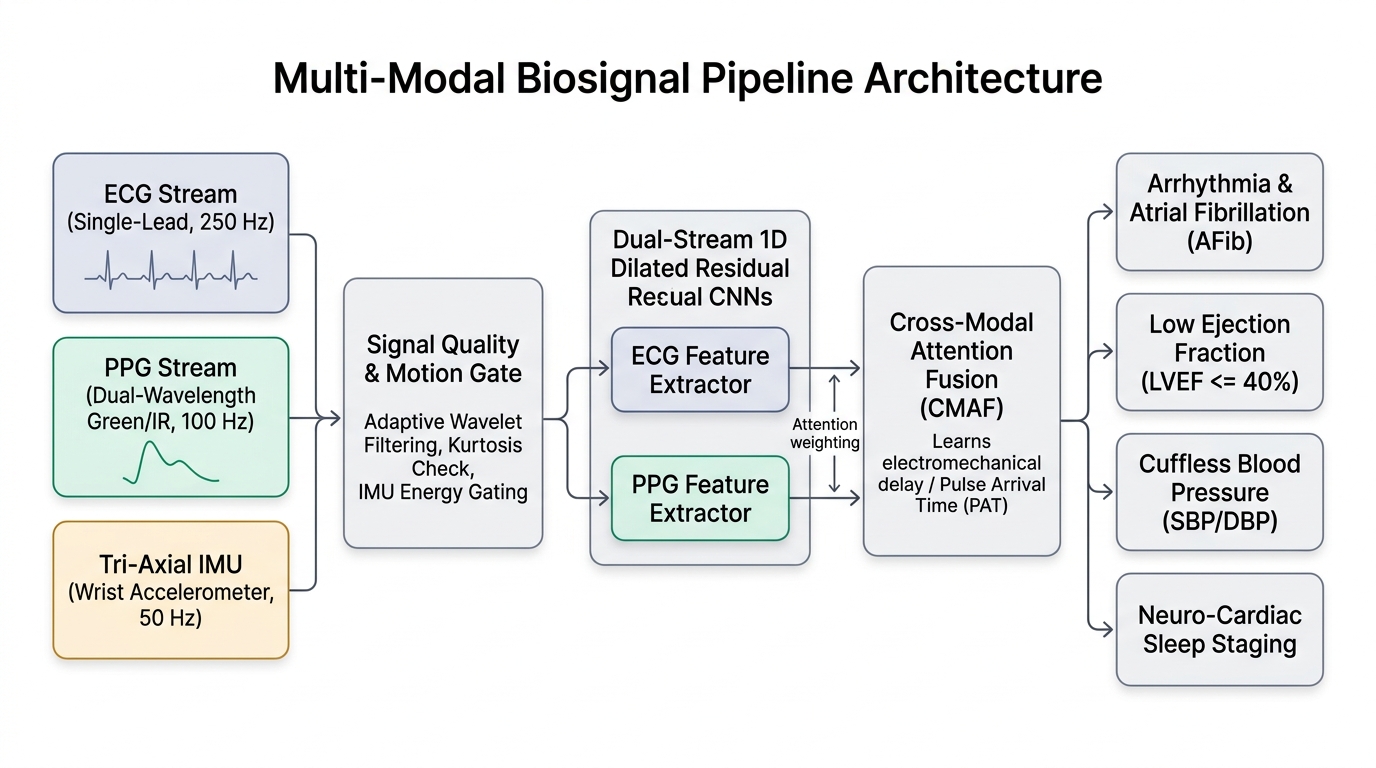 Multi-Modal Biosignal Pipeline Architecture
ECG Stream
(Single-Lead, 250 Hz)
PPG Stream
(Dual-Wavelength
Green/IR, 100 Hz)
Tri-Axial IMU
(Wrist Accelerometer,
50 Hz)
Signal Quality
& Motion Gate
Adaptive Wavelet
Filtering, Kurtosis
Check,
IMU Energy Gating
Dual-Stream 1D
Dilated Residual
Recual CNNs
ECG Feature
Extractor
PPG Feature
Extractor
Attention
weighting
Cross-Modal
Attention
Fusion
(CMAF)
Learns
electromechanical
delay / Pulse Arrival
Time (PAT)
Arrhythmia &
Atrial Fibrillation
(AFib)
Low Ejection
Fraction
(LVEF <= 40%)
Cuffless Blood
Pressure
(SBP/DBP)
Neuro-Cardiac
Sleep Staging